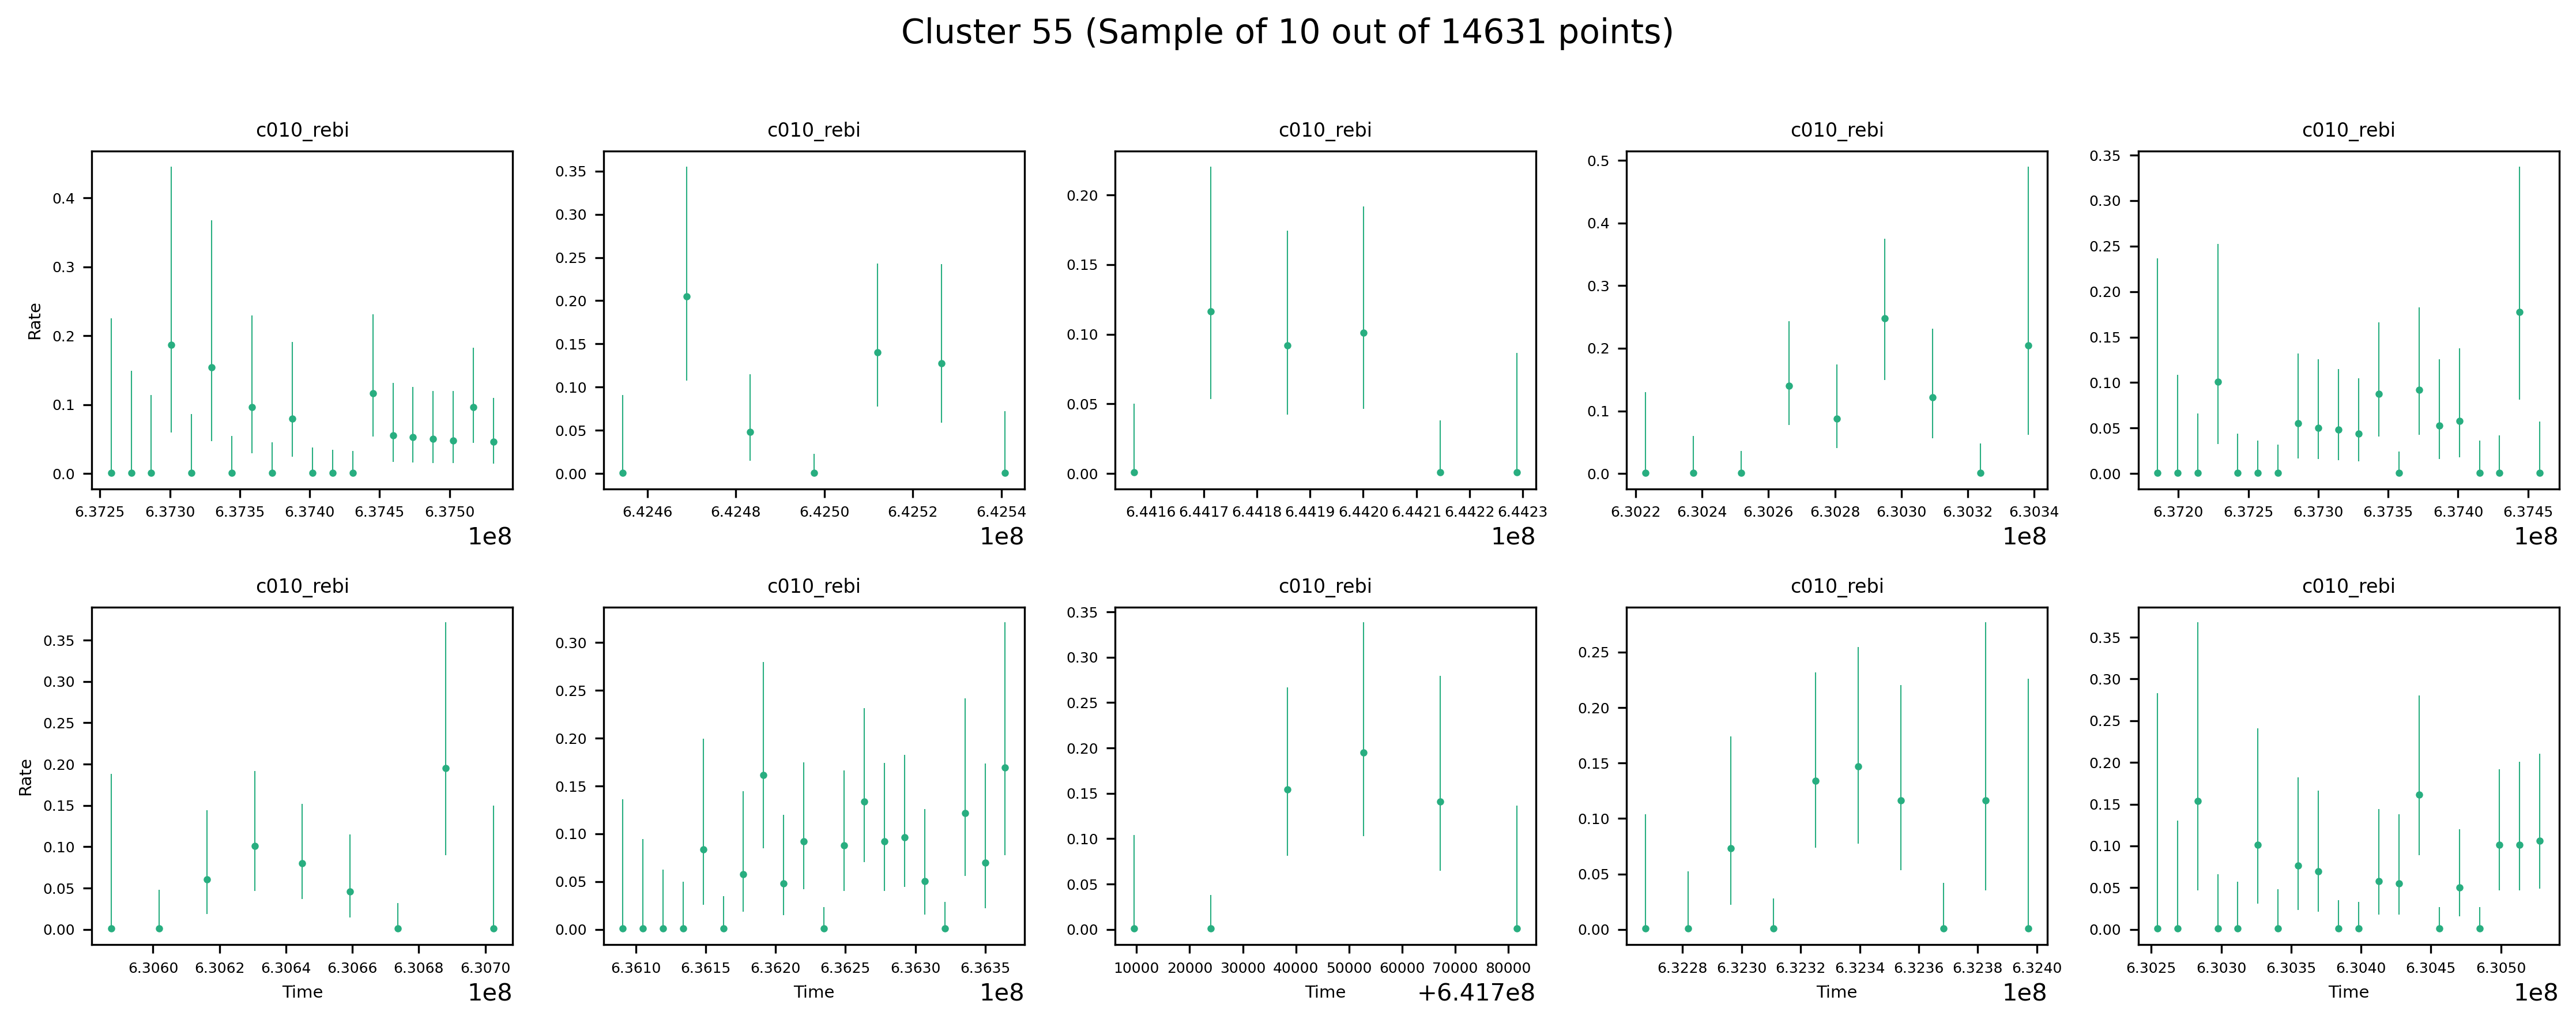 Cluster 55 (Sample of 10 out of 14631 points)
c010_rebi c010_rebi c010_rebi c010_rebi c010_rebi
Rate
0.4
0.3
0.2
0.1
0.0
6.3725 6.3730 6.3735 6.3740 6.3745 6.3750
1e8
0.35
0.30
0.25
0.20
0.15
0.10
0.05
0.00
6.4246 6.4248 6.4250 6.4252 6.4254
1e8
0.20
0.15
0.10
0.05
0.00
6.4416 6.4417 6.4418 6.4419 6.4420 6.4421 6.4422 6.4423
1e8
0.5
0.4
0.3
0.2
0.1
0.0
6.3022 6.3024 6.3026 6.3028 6.3030 6.3032 6.3034
1e8
0.35
0.30
0.25
0.20
0.15
0.10
0.05
0.00
6.3720 6.3725 6.3730 6.3735 6.3740 6.3745
1e8
c010_rebi c010_rebi c010_rebi c010_rebi c010_rebi
Rate
0.35
0.30
0.25
0.20
0.15
0.10
0.05
0.00
6.3060 6.3062 6.3064 6.3066 6.3068 6.3070
Time 1e8
0.30
0.25
0.20
0.15
0.10
0.05
0.00
6.3610 6.3615 6.3620 6.3625 6.3630 6.3635
Time 1e8
0.35
0.30
0.25
0.20
0.15
0.10
0.05
0.00
10000 20000 30000 40000 50000 60000 70000 80000
Time +6.417e8
0.25
0.20
0.15
0.10
0.05
0.00
6.3228 6.3230 6.3232 6.3234 6.3236 6.3238 6.3240
Time 1e8
0.35
0.30
0.25
0.20
0.15
0.10
0.05
0.00
6.3025 6.3030 6.3035 6.3040 6.3045 6.3050
Time 1e8